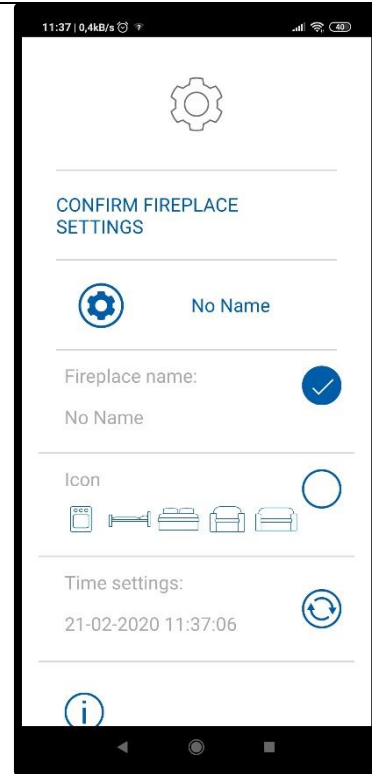 11:37 | 0,4kB/s
40
CONFIRM FIREPLACE
SETTINGS
No Name
Fireplace name:
No Name
Icon
Time settings:
21-02-2020 11:37:06
i